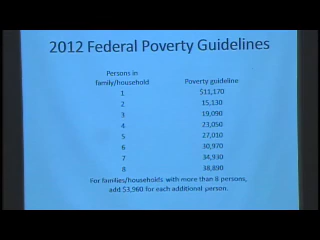 2012 Federal Poverty Guidelines
Persons in family/household Poverty guideline
1 $11,170
2 15,130
3 19,090
4 23,050
5 27,010
6 30,970
7 34,930
8 38,890
For families/households with more than 8 persons,
add $3,960 for each additional person.